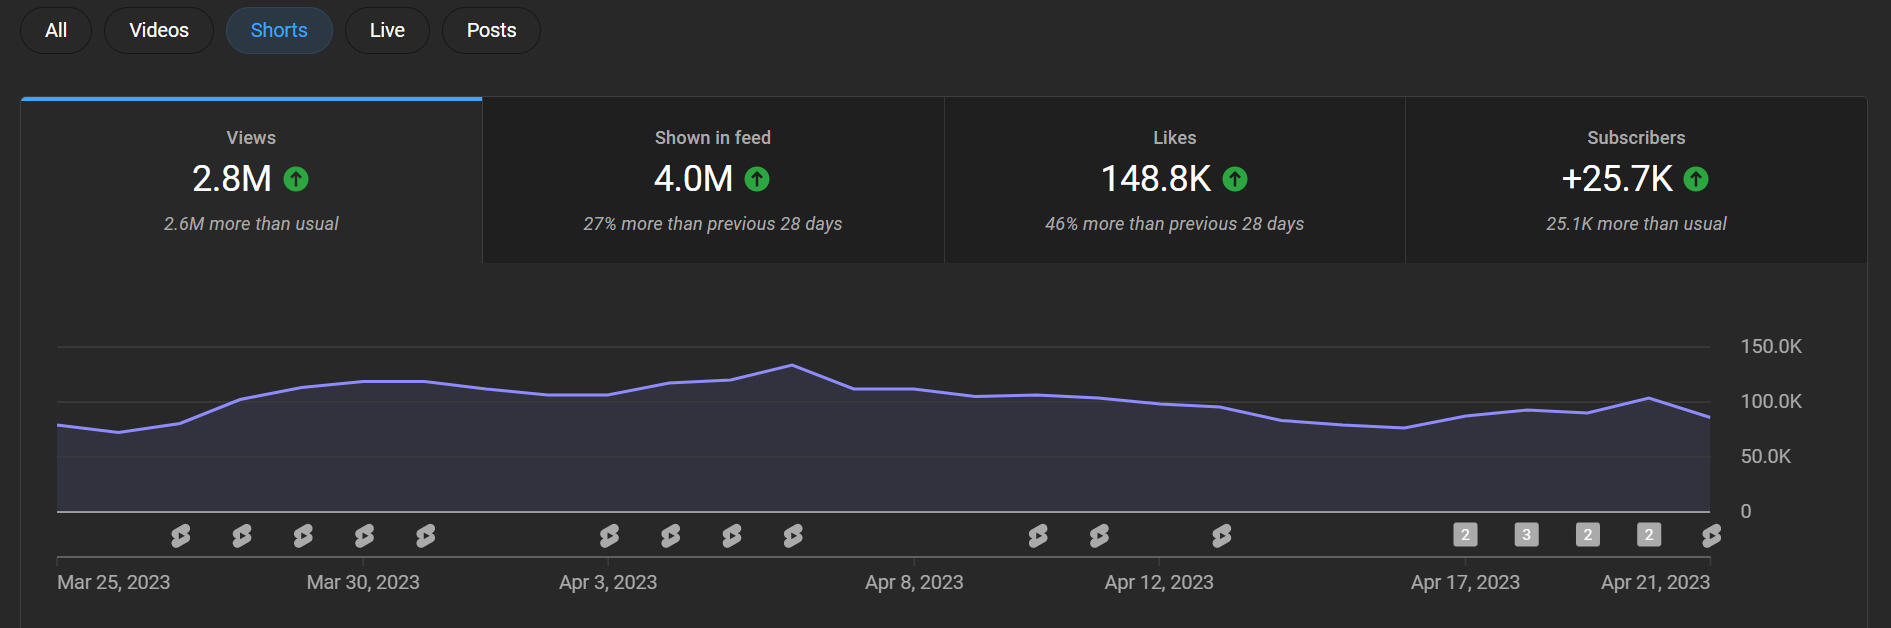 All Videos Shorts Live Posts
Views Shown in feed Likes Subscribers
2.8M 4.0M 148.8K +25.7K
2.6M more than usual 27% more than previous 28 days 46% more than previous 28 days 25.1K more than usual
150.0K
100.0K
50.0K
0
2 3 2 2
Mar 25, 2023 Mar 30, 2023 Apr 3, 2023 Apr 8, 2023 Apr 12, 2023 Apr 17, 2023 Apr 21, 2023